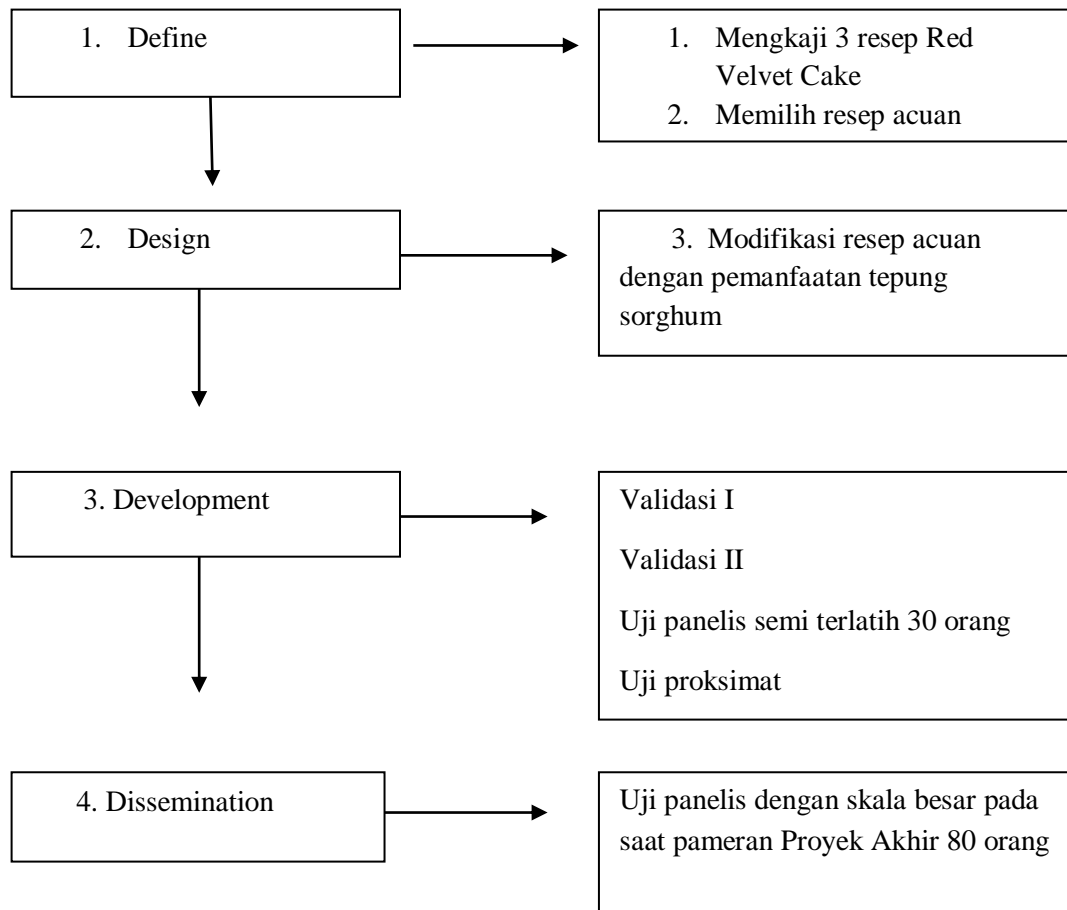 1. Define
1. Mengkaji 3 resep Red
Velvet Cake
2. Memilih resep acuan
2. Design
3. Modifikasi resep acuan
dengan pemanfaatan tepung
sorghum
3. Development
Validasi I
Validasi II
Uji panelis semi terlatih 30 orang
Uji proksimat
4. Dissemination
Uji panelis dengan skala besar pada
saat pameran Proyek Akhir 80 orang